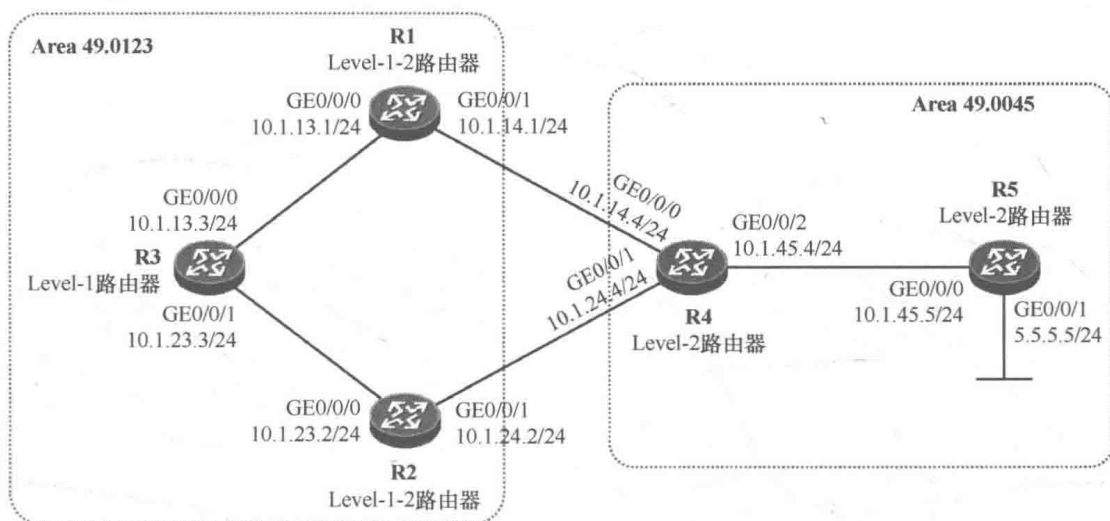 Area 49.0123
R1
Level-1-2路由器
GE0/0/0
10.1.13.1/24
GE0/0/1
10.1.14.1/24
Area 49.0045
GE0/0/0
10.1.14.4/24
R5
Level-2路由器
GE0/0/0
10.1.13.3/24
GE0/0/2
10.1.45.4/24
R3
Level-1路由器
GE0/0/1
10.1.24.4/24
GE0/0/1
10.1.23.3/24
R4
Level-2路由器
GE0/0/0
10.1.45.5/24
GE0/0/1
5.5.5.5/24
GE0/0/0
10.1.23.2/24
GE0/0/1
10.1.24.2/24
R2
Level-1-2路由器